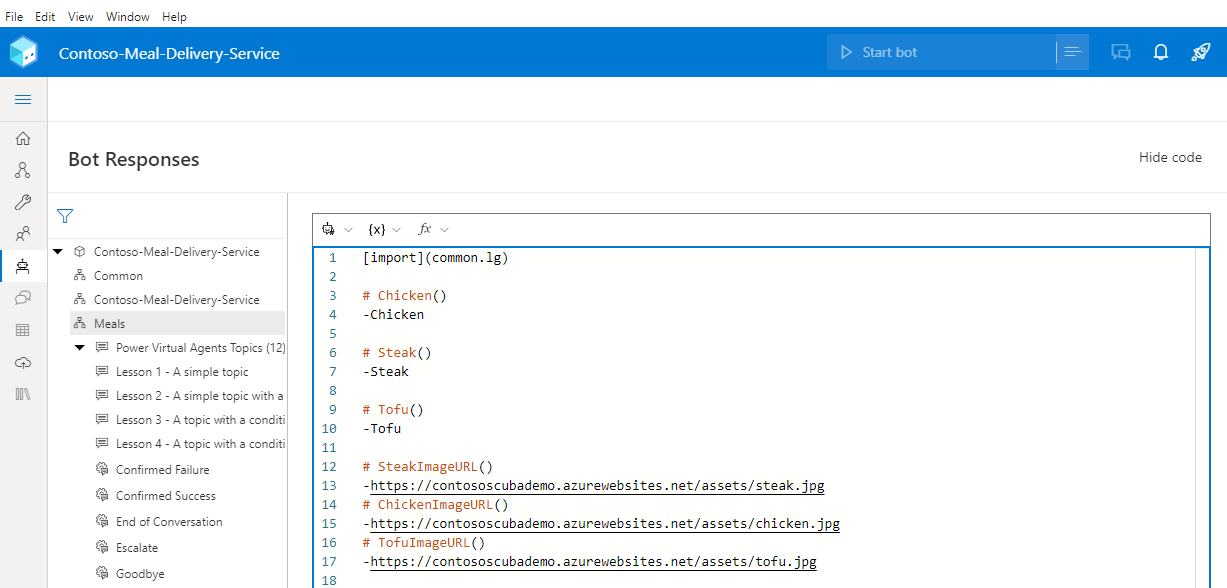 File Edit View Window Help
Contoso-Meal-Delivery-Service
Start bot
Bot Responses
Hide code
Contoso-Meal-Delivery-Service
Common
Contoso-Meal-Delivery-Service
Meals
Power Virtual Agents Topics (12)
Lesson 1 - A simple topic
Lesson 2 - A simple topic with a
Lesson 3 - A topic with a conditi
Lesson 4 - A topic with a conditi
Confirmed Failure
Confirmed Success
End of Conversation
Escalate
Goodbye
{x} fx
1 [import](common.lg)
2
3 # Chicken()
4 -Chicken
5
6 # Steak()
7 -Steak
8
9 # Tofu()
10 -Tofu
11
12 # SteakImageURL()
13 -https://contososcubademo.azurewebsites.net/assets/steak.jpg
14 # ChickenImageURL()
15 -https://contososcubademo.azurewebsites.net/assets/chicken.jpg
16 # TofuImageURL()
17 -https://contososcubademo.azurewebsites.net/assets/tofu.jpg
18